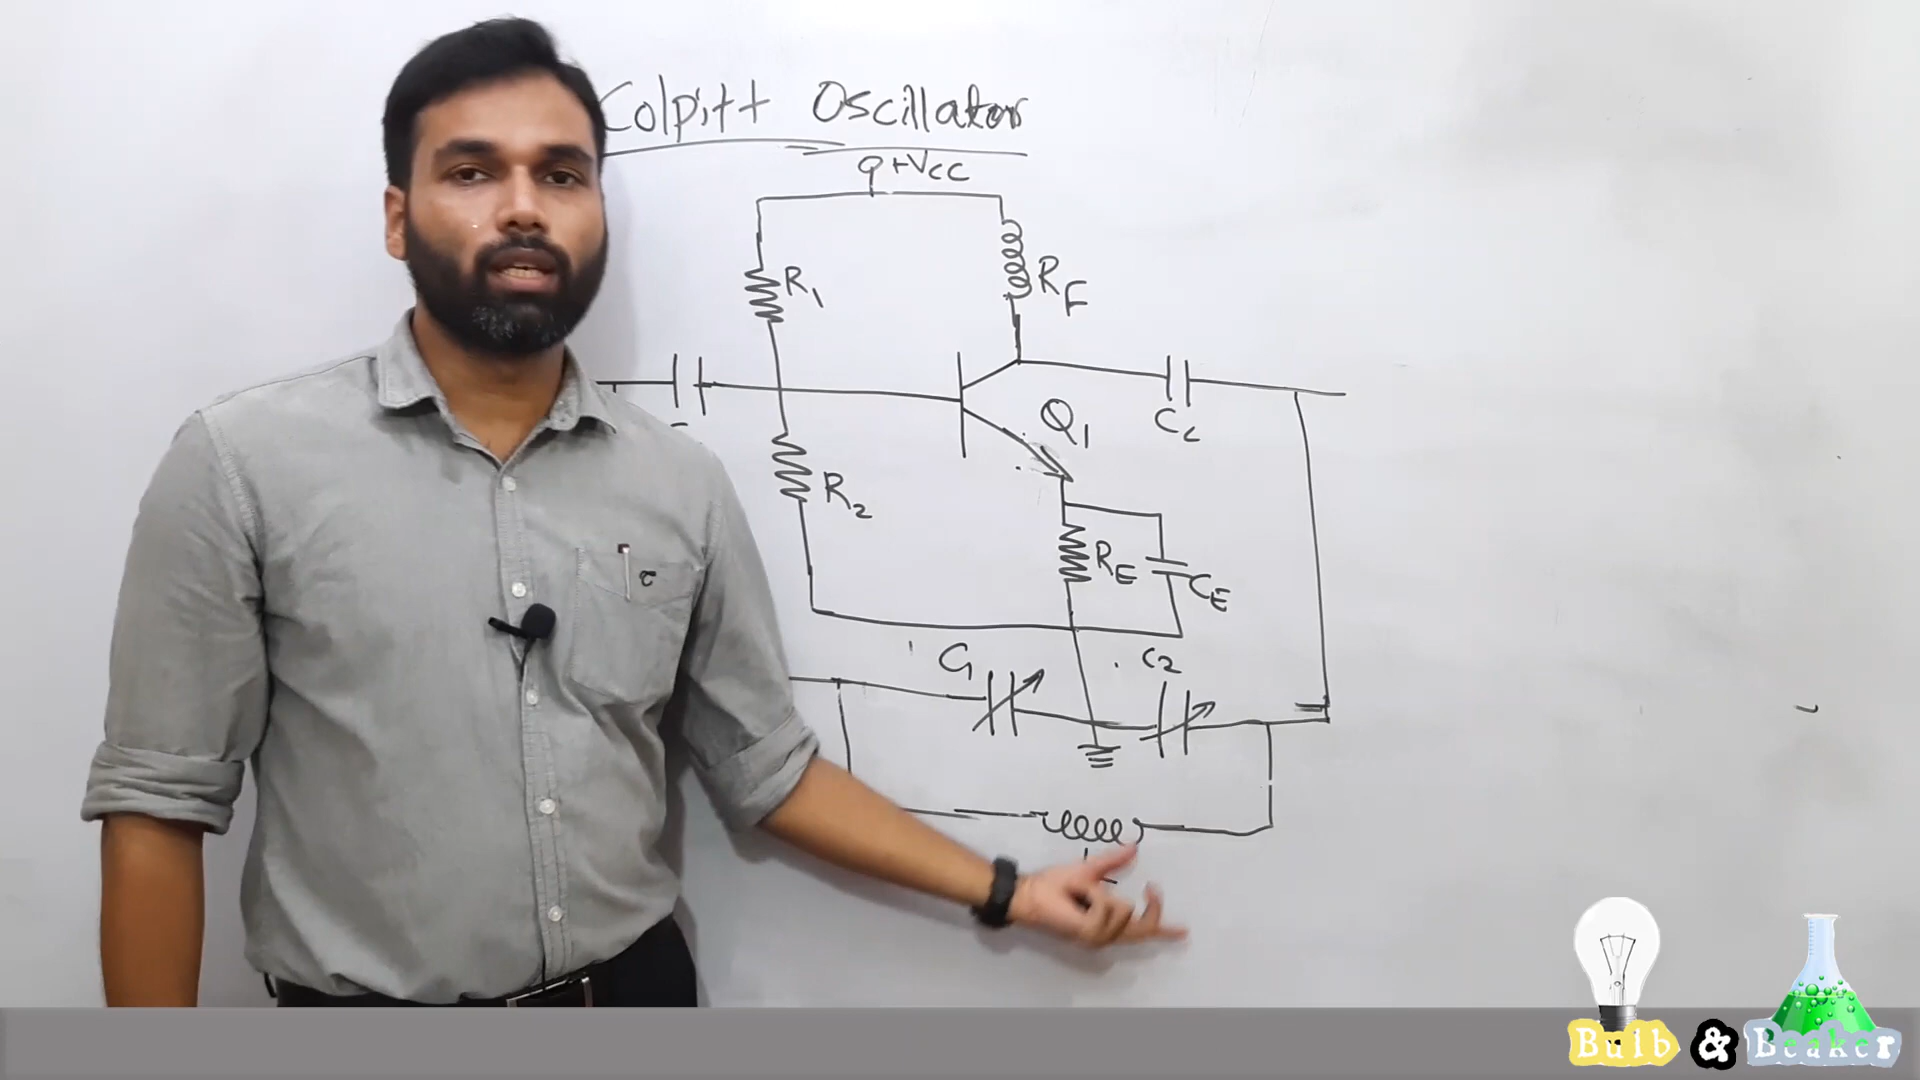 Colpitt Oscillator
+Vcc
R1
RF
Q1
Cc
R2
RE
CE
C1
C2
τ
Bulb & Beaker